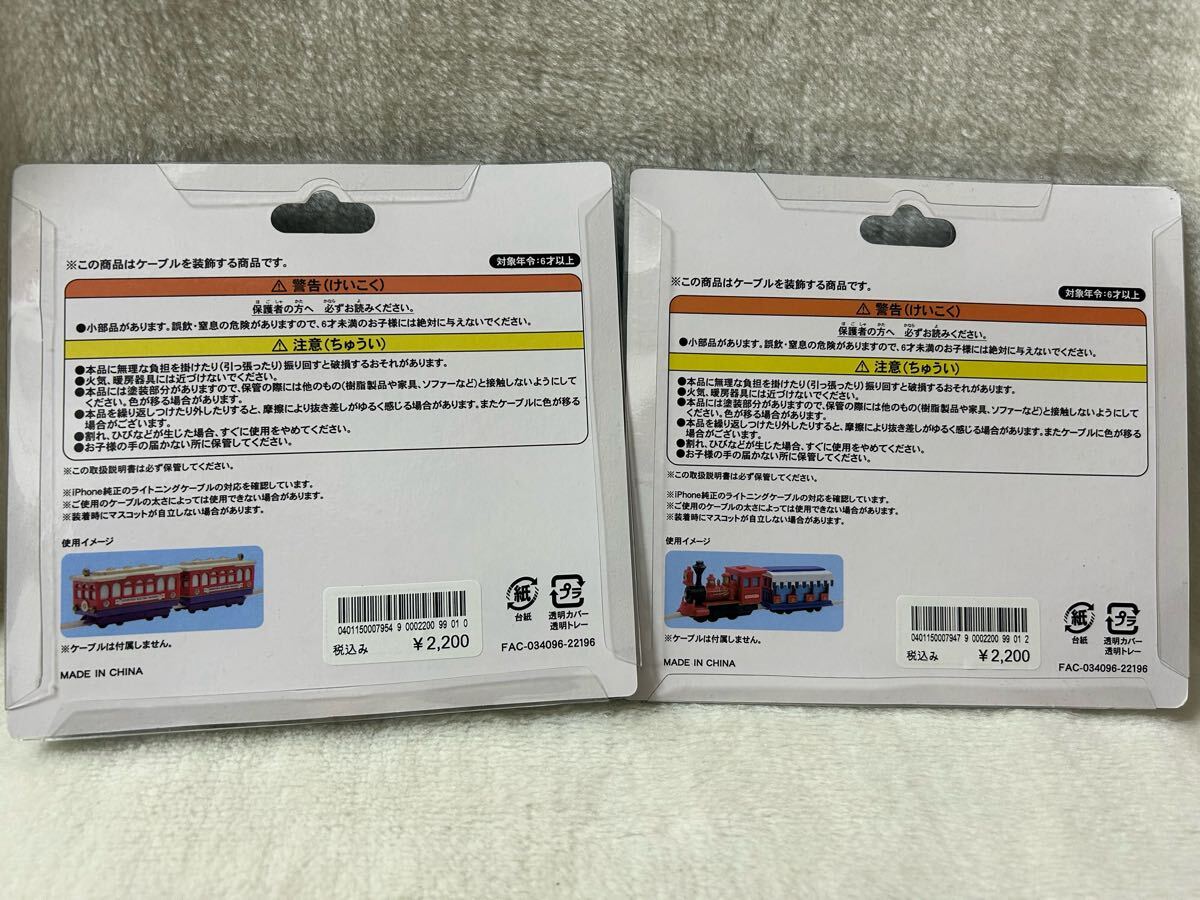 ※この商品はケーブルを装飾する商品です。
対象年令:6才以上
⚠ 警告(けいこく)
保護者の方へ 必ずお読みください。
●小部品があります。誤飲・窒息の危険がありますので、6才未満のお子様には絶対に与えないでください。
⚠ 注意(ちゅうい)
●本品に無理な負担を掛けたり(引っ張ったり)振り回すと破損するおそれがあります。
●火気、暖房器具には近づけないでください。
●本品には塗装部分がありますので、保管の際には他のもの(樹脂製品や家具、ソファーなど)と接触しないようにして
ください。色が移る場合があります。
●本品を繰り返しつけたり外したりすると、摩擦により抜き差しがゆるく感じる場合があります。またケーブルに色が移る
場合がございます。
●割れ、ひびなどが生じた場合、すぐに使用をやめてください。
●お子様の手の届かない所に保管してください。
※この取扱説明書は必ず保管してください。
※iPhone純正のライトニングケーブルの対応を確認しています。
※ご使用のケーブルの太さによっては使用できない場合があります。
※装着時にマスコットが自立しない場合があります。
使用イメージ
※ケーブルは付属しません。
MADE IN CHINA
0401150007954 9 0002200 99 01 0
税込み ¥2,200
紙
台紙
プラ
透明カバー
透明トレー
FAC-034096-22196
※この商品はケーブルを装飾する商品です。
対象年令:6才以上
⚠ 警告(けいこく)
保護者の方へ 必ずお読みください。
●小部品があります。誤飲・窒息の危険がありますので、6才未満のお子様には絶対に与えないでください。
⚠ 注意(ちゅうい)
●本品に無理な負担を掛けたり(引っ張ったり)振り回すと破損するおそれがあります。
●火気、暖房器具には近づけないでください。
●本品には塗装部分がありますので、保管の際には他のもの(樹脂製品や家具、ソファーなど)と接触しないようにして
ください。色が移る場合があります。
●本品を繰り返しつけたり外したりすると、摩擦により抜き差しがゆるく感じる場合があります。またケーブルに色が移る
場合がございます。
●割れ、ひびなどが生じた場合、すぐに使用をやめてください。
●お子様の手の届かない所に保管してください。
※この取扱説明書は必ず保管してください。
※iPhone純正のライトニングケーブルの対応を確認しています。
※ご使用のケーブルの太さによっては使用できない場合があります。
※装着時にマスコットが自立しない場合があります。
使用イメージ
※ケーブルは付属しません。
MADE IN CHINA
0401150007947 9 0002200 99 01 2
税込み ¥2,200
紙
台紙
プラ
透明カバー
透明トレー
FAC-034096-22196